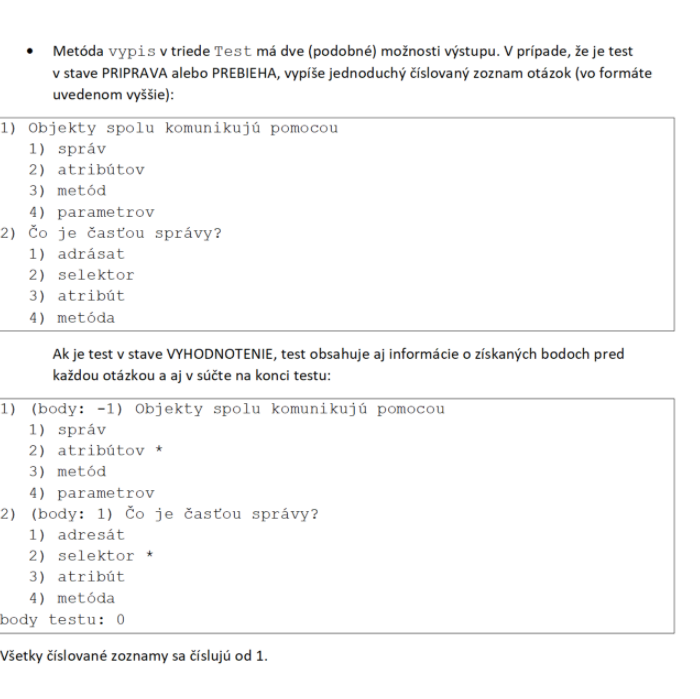 • Metóda vypis v triede Test má dve (podobné) možnosti výstupu. V prípade, že je test
v stave PRIPRAVA alebo PREBIEHA, vypíše jednoduchý číslovaný zoznam otázok (vo formáte
uvedenom vyššie):
1) Objekty spolu komunikujú pomocou
1) správ
2) atribútov
3) metód
4) parametrov
2) Čo je časťou správy?
1) adrásat
2) selektor
3) atribút
4) metóda
Ak je test v stave VYHODNOTENIE, test obsahuje aj informácie o získaných bodoch pred
každou otázkou a aj v súčte na konci testu:
1) (body: -1) Objekty spolu komunikujú pomocou
1) správ
2) atribútov *
3) metód
4) parametrov
2) (body: 1) Čo je časťou správy?
1) adresát
2) selektor *
3) atribút
4) metóda
body testu: 0
Všetky číslované zoznamy sa číslujú od 1.